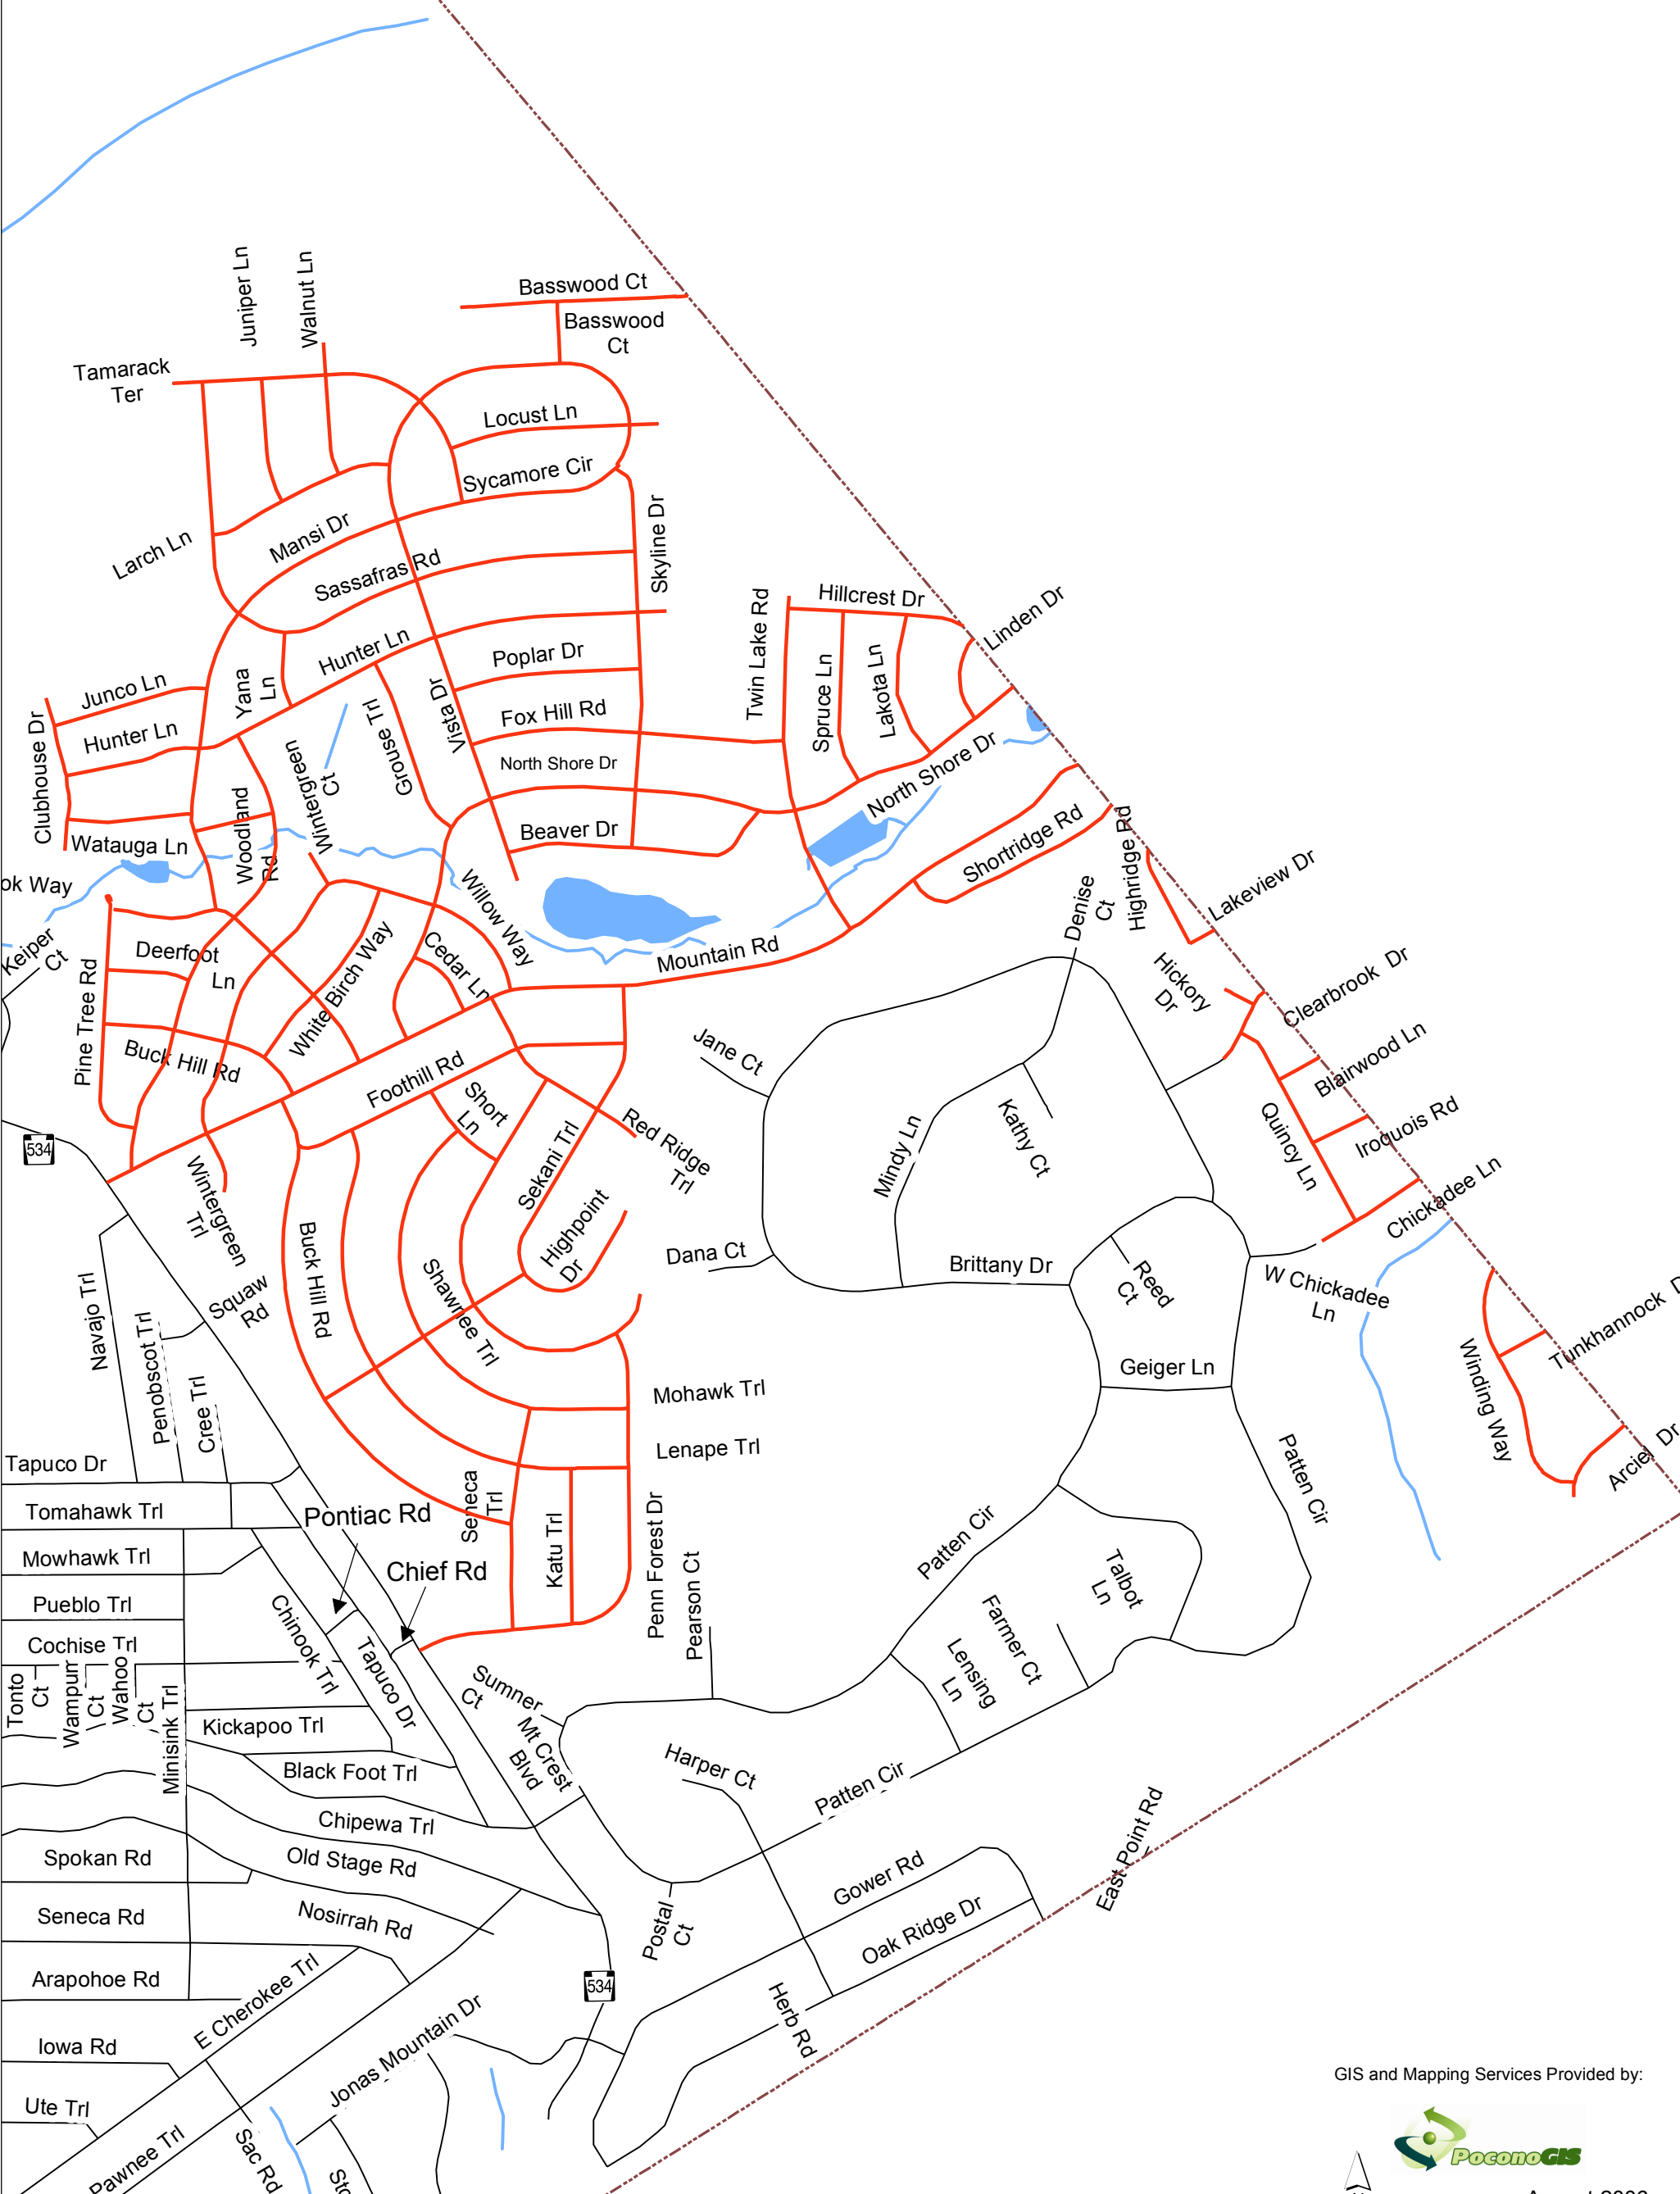 Juniper Ln
Walnut Ln
Basswood Ct
Basswood
Ct
Tamarack
Ter
Locust Ln
Sycamore Cir
Mansi Dr
Larch Ln
Sassafras Rd
Skyline Dr
Hillcrest Dr
Linden Dr
Twin Lake Rd
Hunter Ln
Poplar Dr
Spruce Ln
Lakota Ln
Yana
Ln
Junco Ln
Hunter Ln
Clubhouse Dr
Grouse Trl
Vista Dr
Fox Hill Rd
Wintergreen
Ct
North Shore Dr
North Shore Dr
Woodland
Rd
Beaver Dr
Watauga Ln
Shortridge Rd
Highridge Rd
Lakeview Dr
ok Way
Willow Way
Denise
Ct
Keiper
Ct
Deerfoot
Ln
White Birch Way
Cedar Ln
Mountain Rd
Hickory
Dr
Clearbrook Dr
Pine Tree Rd
Buck Hill Rd
Foothill Rd
Short
Ln
Jane Ct
Blairwood Ln
Kathy Ct
Quincy Ln
Iroquois Rd
534
Red Ridge
Trl
Sekani Trl
Mindy Ln
Wintergreen
Trl
Highpoint
Dr
Chickadee Ln
Buck Hill Rd
Shawnee Trl
Dana Ct
Brittany Dr
Reed
Ct
W Chickadee
Ln
Squaw
Rd
Navajo Trl
Penobscot Trl
Cree Trl
Tunkhannock D
Winding Way
Geiger Ln
Mohawk Trl
Lenape Trl
Arcie Dr
Tapuco Dr
Tomahawk Trl
Pontiac Rd
Seneca
Trl
Katu Trl
Penn Forest Dr
Patten Cir
Patten Cir
Mowhawk Trl
Chief Rd
Pearson Ct
Talbot
Ln
Pueblo Trl
Chinook Trl
Farmer Ct
Cochise Trl
Tapuco Dr
Lensing
Ln
Tonto
Ct
Wampum
Ct
Wahoo
Ct
Minisink Trl
Sumner
Ct
Kickapoo Trl
Mt Crest
Blvd
Black Foot Trl
Harper Ct
Patten Cir
Chipewa Trl
East Point Rd
Spokan Rd
Old Stage Rd
Gower Rd
Seneca Rd
Nosirrah Rd
Postal
Ct
Oak Ridge Dr
Arapohoe Rd
534
E Cherokee Trl
Herb Rd
Iowa Rd
Jonas Mountain Dr
Ute Trl
Sac Rd
Pawnee Trl
GIS and Mapping Services Provided by:
PoconoGIS